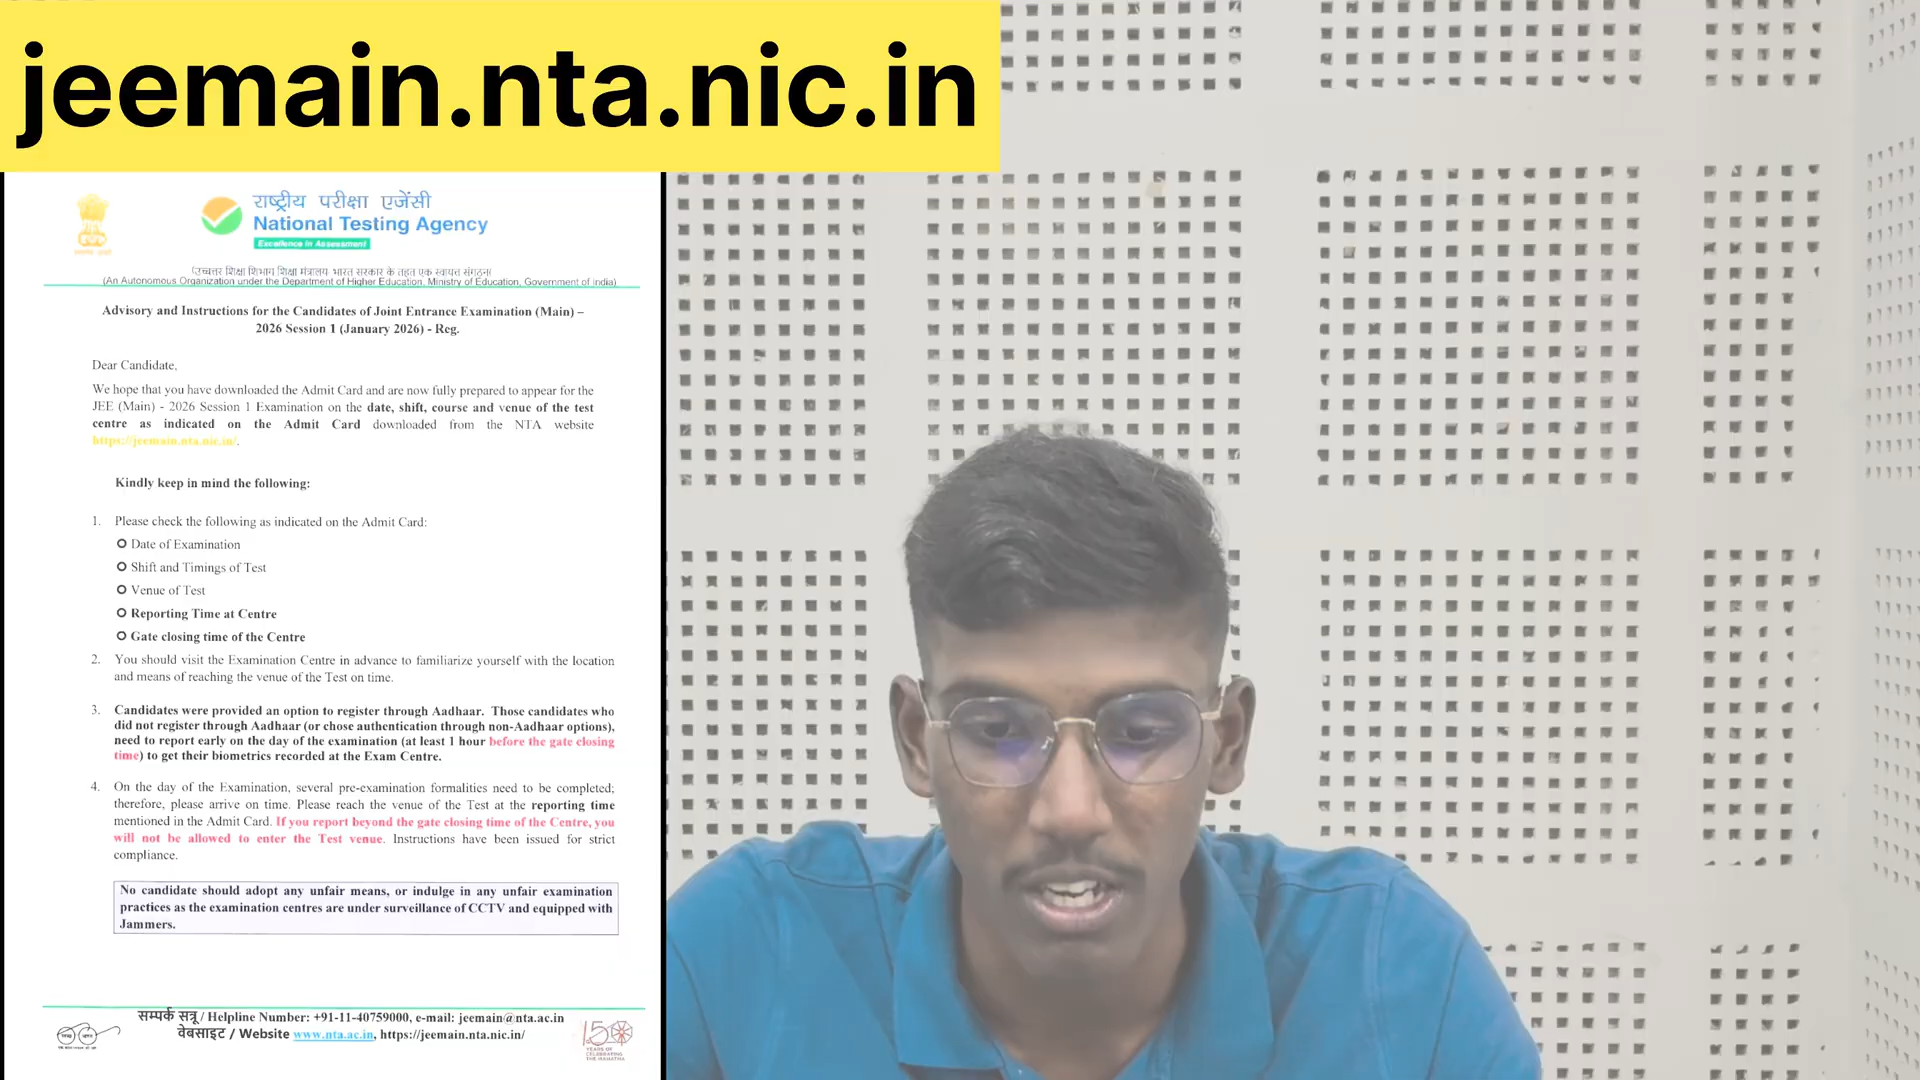 jeemain.nta.nic.in
राष्ट्रीय परीक्षा एजेंसी
National Testing Agency
Excellence in Assessment
(उच्चत्तर शिक्षा विभाग शिक्षा मंत्रालय भारत सरकार के तहत एक स्वायत्त संगठन)
(An Autonomous Organization under the Department of Higher Education, Ministry of Education, Government of India)
Advisory and Instructions for the Candidates of Joint Entrance Examination (Main) –
2026 Session 1 (January 2026) - Reg.
Dear Candidate,
We hope that you have downloaded the Admit Card and are now fully prepared to appear for the
JEE (Main) - 2026 Session 1 Examination on the date, shift, course and venue of the test
centre as indicated on the Admit Card downloaded from the NTA website
https://jeemain.nta.nic.in/.
Kindly keep in mind the following:
1. Please check the following as indicated on the Admit Card:
Date of Examination
Shift and Timings of Test
Venue of Test
Reporting Time at Centre
Gate closing time of the Centre
2. You should visit the Examination Centre in advance to familiarize yourself with the location
and means of reaching the venue of the Test on time.
3. Candidates were provided an option to register through Aadhaar. Those candidates who
did not register through Aadhaar (or chose authentication through non-Aadhaar options),
need to report early on the day of the examination (at least 1 hour before the gate closing
time) to get their biometrics recorded at the Exam Centre.
4. On the day of the Examination, several pre-examination formalities need to be completed;
therefore, please arrive on time. Please reach the venue of the Test at the reporting time
mentioned in the Admit Card. If you report beyond the gate closing time of the Centre, you
will not be allowed to enter the Test venue. Instructions have been issued for strict
compliance.
No candidate should adopt any unfair means, or indulge in any unfair examination
practices as the examination centres are under surveillance of CCTV and equipped with
Jammers.
सम्पर्क सत्रू / Helpline Number: +91-11-40759000, e-mail: jeemain@nta.ac.in
वेबसाइट / Website www.nta.ac.in, https://jeemain.nta.nic.in/
150
YEARS OF
CELEBRATING
THE MAHATMA